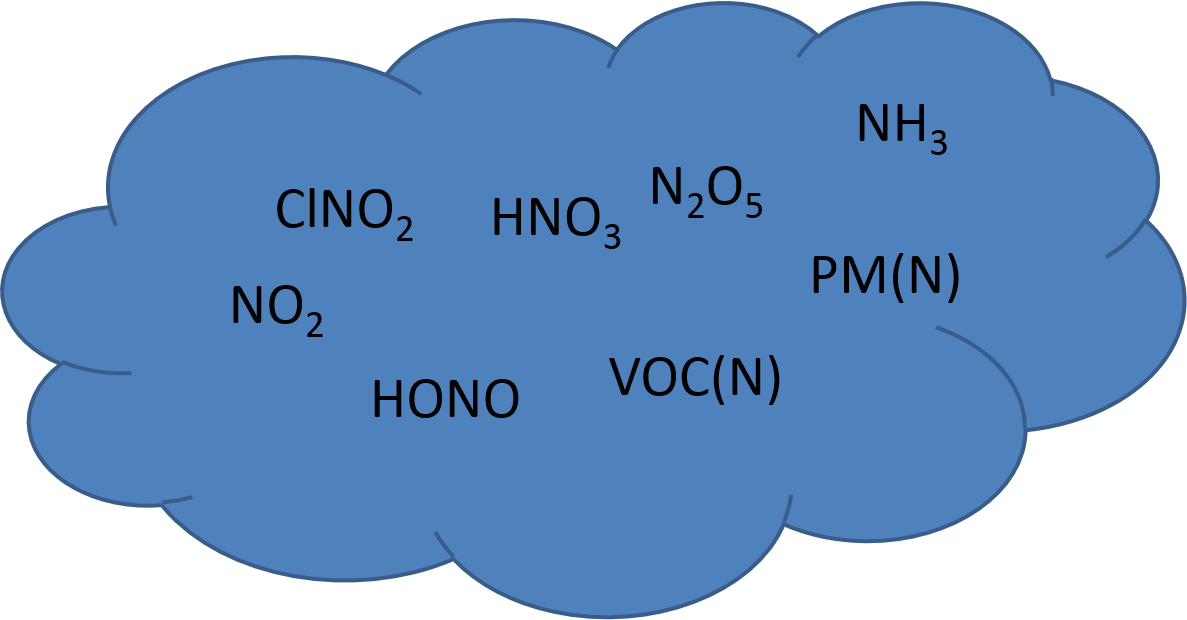 NH₃
N₂O₅
ClNO₂
HNO₃
PM(N)
NO₂
VOC(N)
HONO